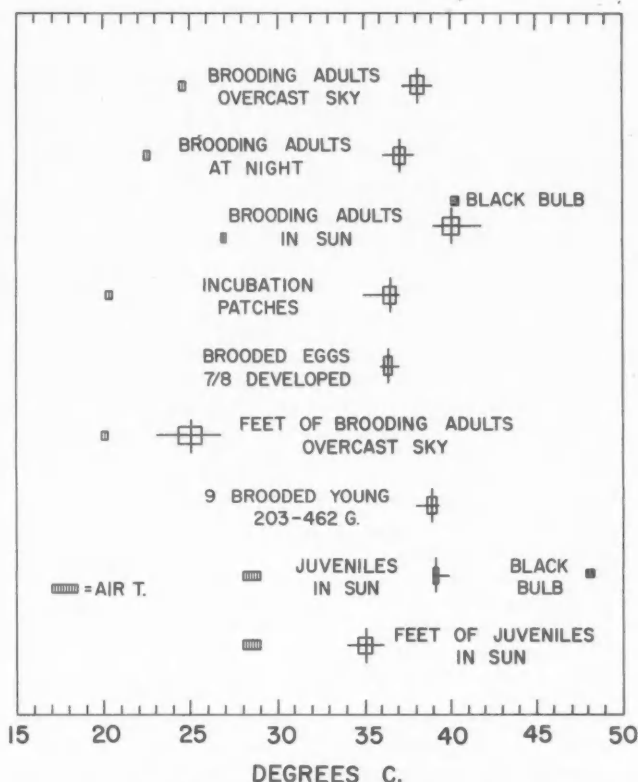 BROODING ADULTS
OVERCAST SKY
BROODING ADULTS
AT NIGHT
BLACK BULB
BROODING ADULTS
IN SUN
INCUBATION
PATCHES
BROODED EGGS
7/8 DEVELOPED
FEET OF BROODING ADULTS
OVERCAST SKY
9 BROODED YOUNG
203-462 G.
JUVENILES
IN SUN
BLACK
BULB
=AIR T.
FEET OF JUVENILES
IN SUN
15 20 25 30 35 40 45 50
DEGREES C.